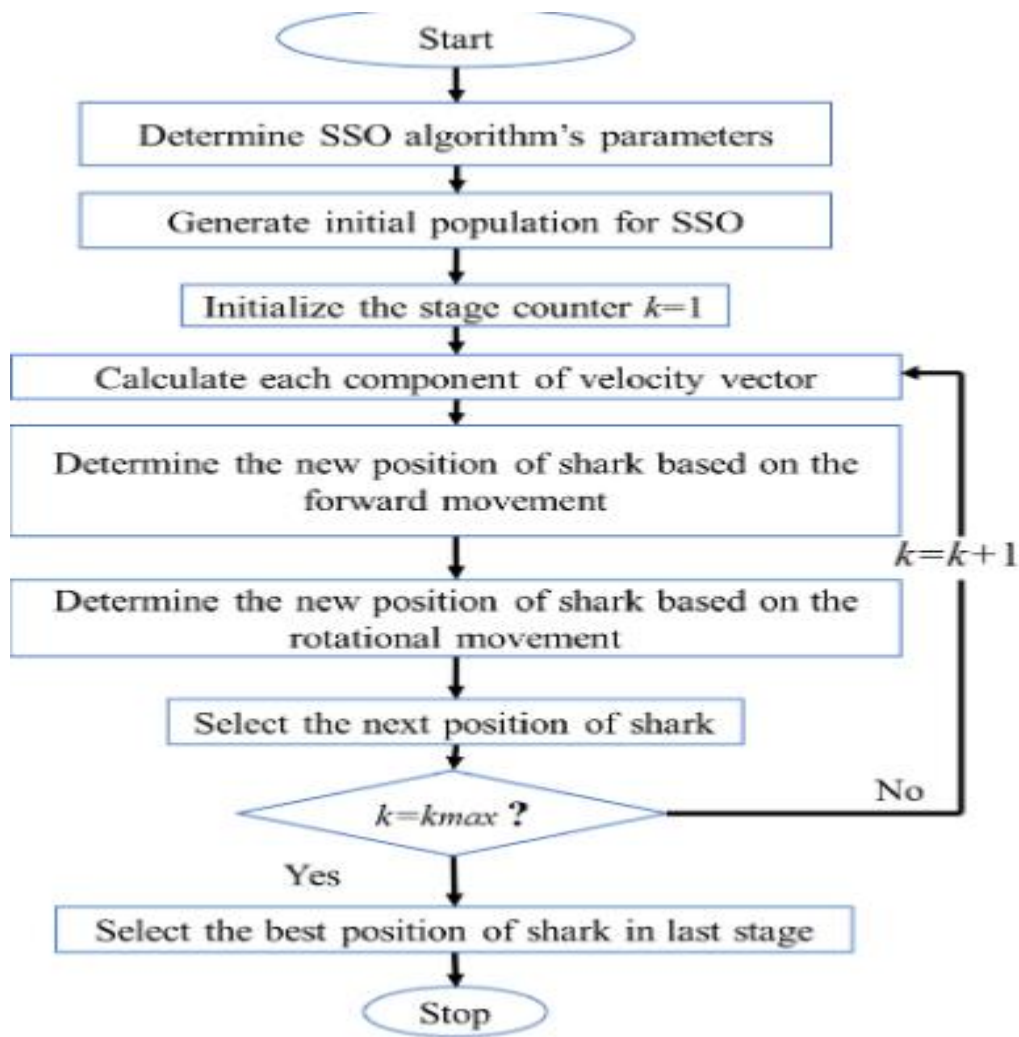 Start
Determine SSO algorithm's parameters
Generate initial population for SSO
Initialize the stage counter k=1
Calculate each component of velocity vector
Determine the new position of shark based on the
forward movement
k=k+1
Determine the new position of shark based on the
rotational movement
Select the next position of shark
No
k=kmax ?
Yes
Select the best position of shark in last stage
Stop